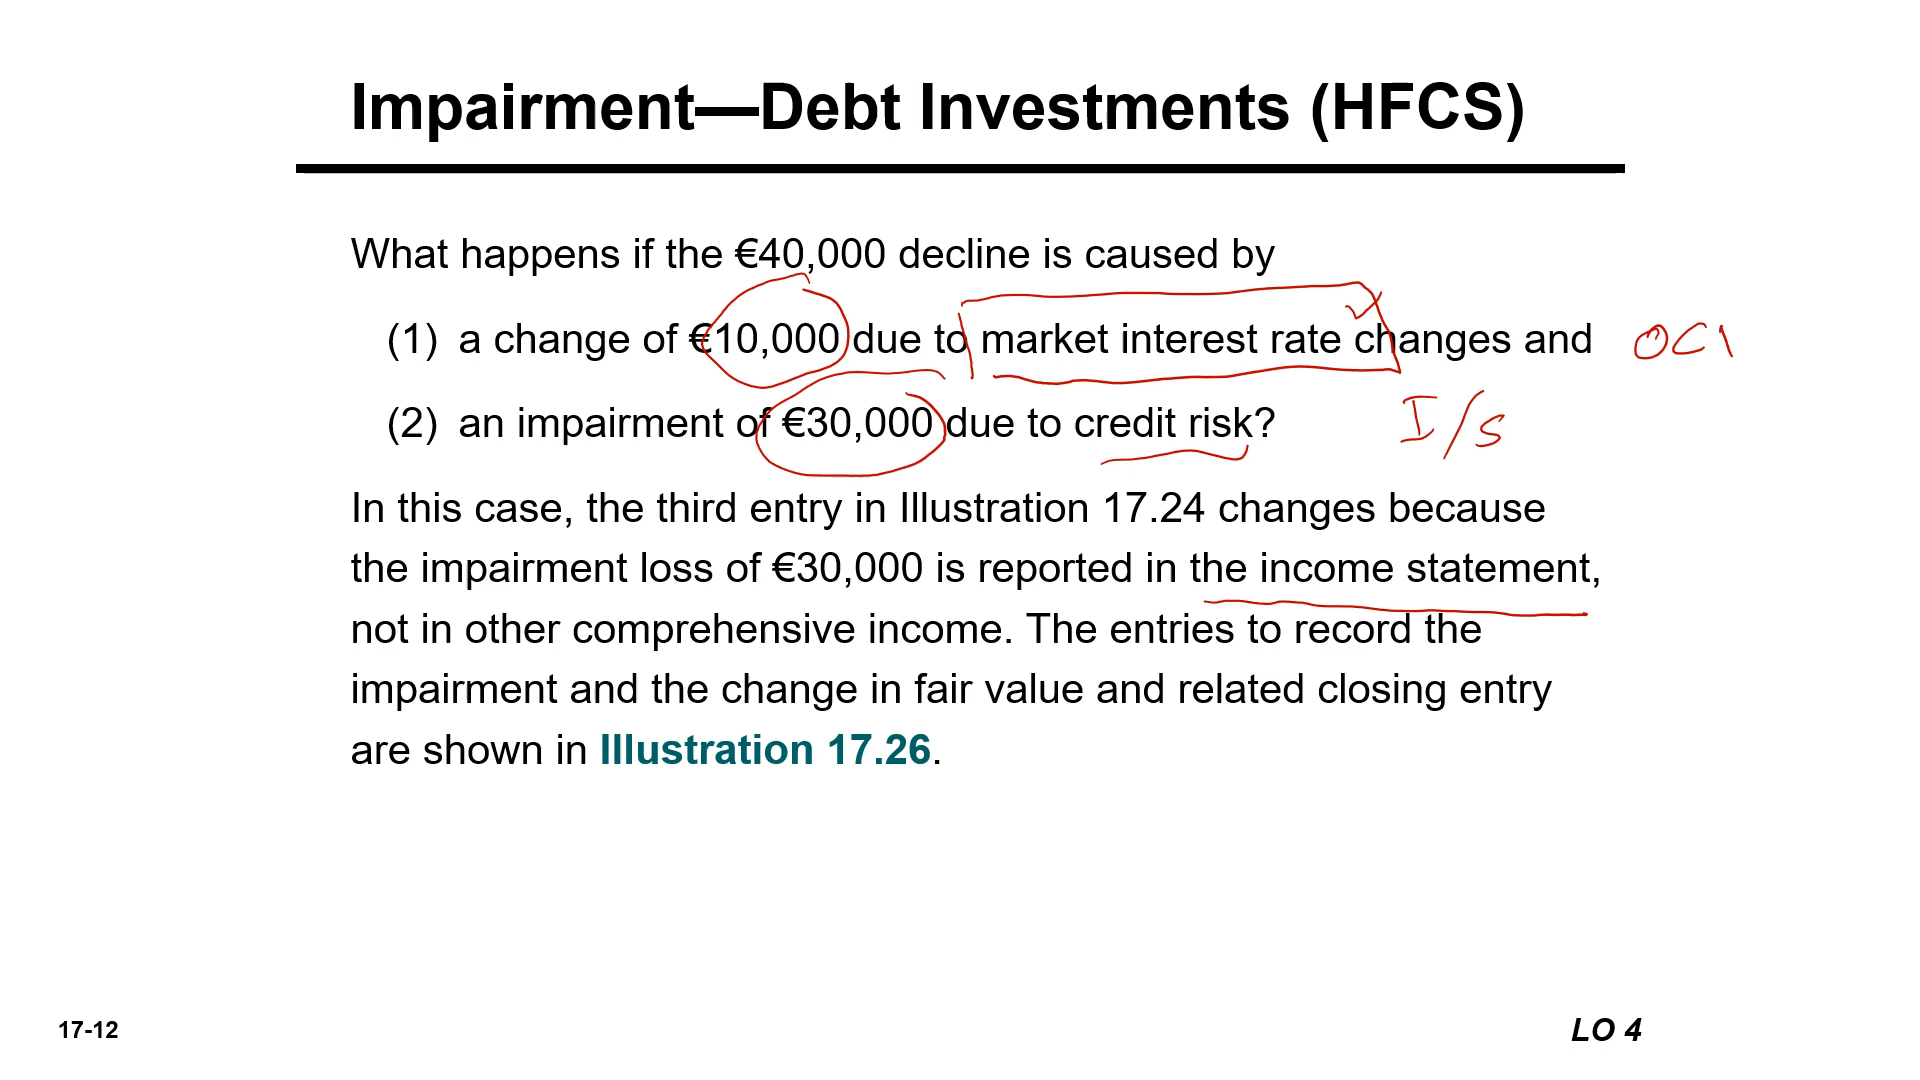 Impairment—Debt Investments (HFCS)
What happens if the €40,000 decline is caused by
(1) a change of €10,000 due to market interest rate changes and OCI
(2) an impairment of €30,000 due to credit risk? I/S
In this case, the third entry in Illustration 17.24 changes because
the impairment loss of €30,000 is reported in the income statement,
not in other comprehensive income. The entries to record the
impairment and the change in fair value and related closing entry
are shown in Illustration 17.26.
17-12 LO 4